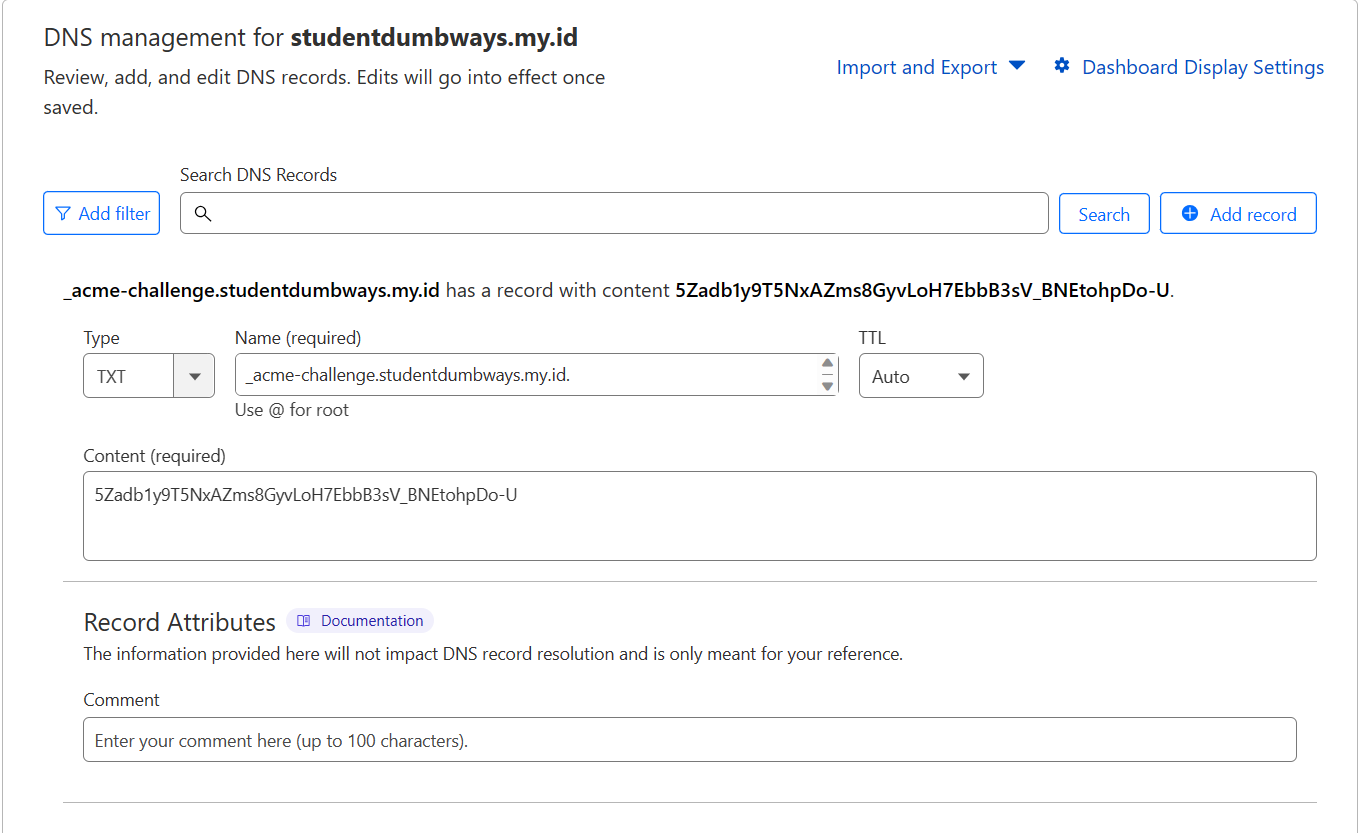 DNS management for studentdumbways.my.id
Review, add, and edit DNS records. Edits will go into effect once
saved.
Import and Export
Dashboard Display Settings
Search DNS Records
Add filter
Search
Add record
_acme-challenge.studentdumbways.my.id has a record with content 5Zadb1y9T5NxAZms8GyvLoH7EbbB3sV_BNEtohpDo-U.
Type
Name (required)
TTL
TXT
_acme-challenge.studentdumbways.my.id.
Auto
Use @ for root
Content (required)
5Zadb1y9T5NxAZms8GyvLoH7EbbB3sV_BNEtohpDo-U
Record Attributes
Documentation
The information provided here will not impact DNS record resolution and is only meant for your reference.
Comment
Enter your comment here (up to 100 characters).